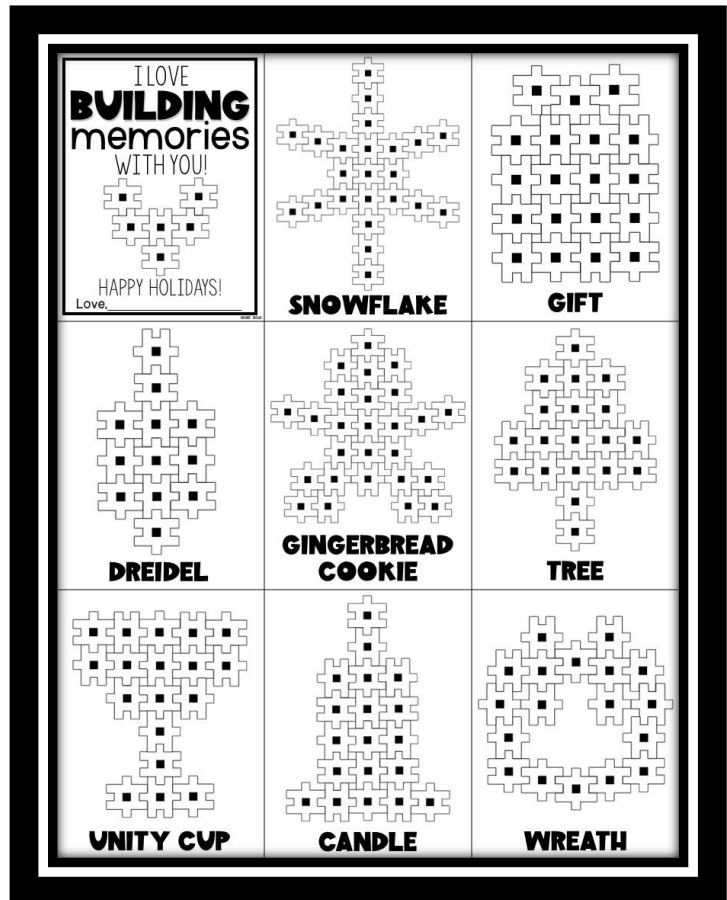 I LOVE
BUILDING
memories
WITH YOU!
HAPPY HOLIDAYS!
Love,
SNOWFLAKE
GIFT
DREIDEL
GINGERBREAD
COOKIE
TREE
UNITY CUP
CANDLE
WREATH